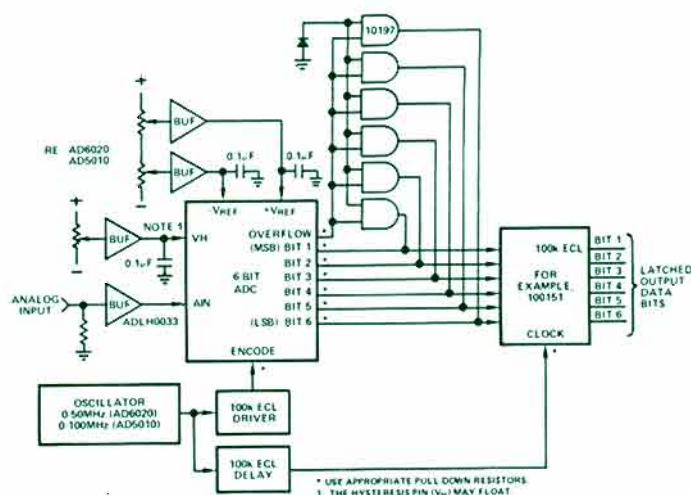 10197
+
BUF
RE AD6020
AD5010
BUF
0.1µF
0.1µF
−
-VREF
+VREF
+
NOTE 1
BUF
VH
0.1µF
−
OVERFLOW *
(MSB) BIT 1 *
BIT 2 *
BIT 3 *
BIT 4 *
BIT 5 *
(LSB) BIT 6 *
6 BIT
ADC
ANALOG
INPUT
BUF
ADLH0033
AIN
ENCODE
*
100k ECL
FOR
EXAMPLE,
100151
CLOCK
*
BIT 1
BIT 2
BIT 3
BIT 4
BIT 5
BIT 6
LATCHED
OUTPUT
DATA
BITS
OSCILLATOR
0-50MHz (AD6020)
0-100MHz (AD5010)
100k ECL
DRIVER
100k ECL
DELAY
* USE APPROPRIATE PULL DOWN RESISTORS
1. THE HYSTERESIS PIN (VH) MAY FLOAT